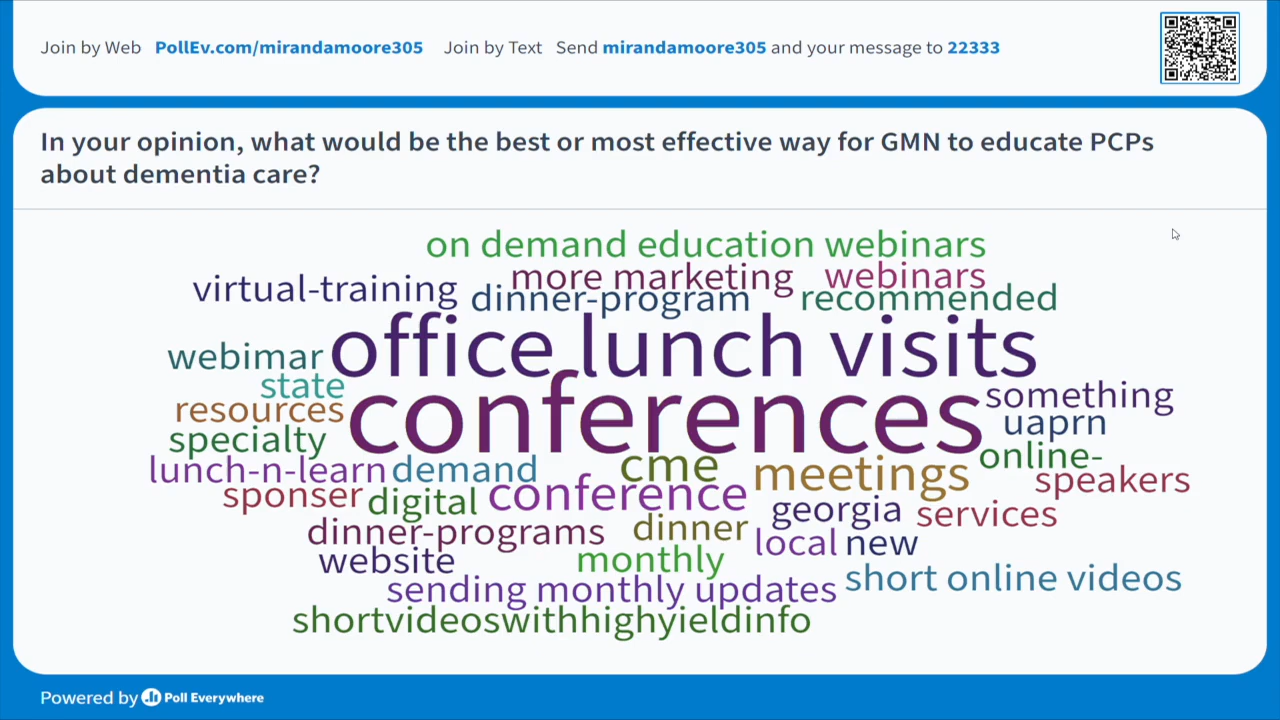 Join by Web PollEv.com/mirandamoore305 Join by Text Send mirandamoore305 and your message to 22333
In your opinion, what would be the best or most effective way for GMN to educate PCPs
about dementia care?
on demand education webinars
more marketing webinars
virtual-training dinner-program recommended
office lunch visits
webimar
state
conferences something
resources uaprn
specialty
online-
lunch-n-learn demand cme meetings speakers
sponser digital conference georgia services
dinner-programs dinner local new
website monthly
sending monthly updates short online videos
shortvideoswithhighyieldinfo
Powered by Poll Everywhere